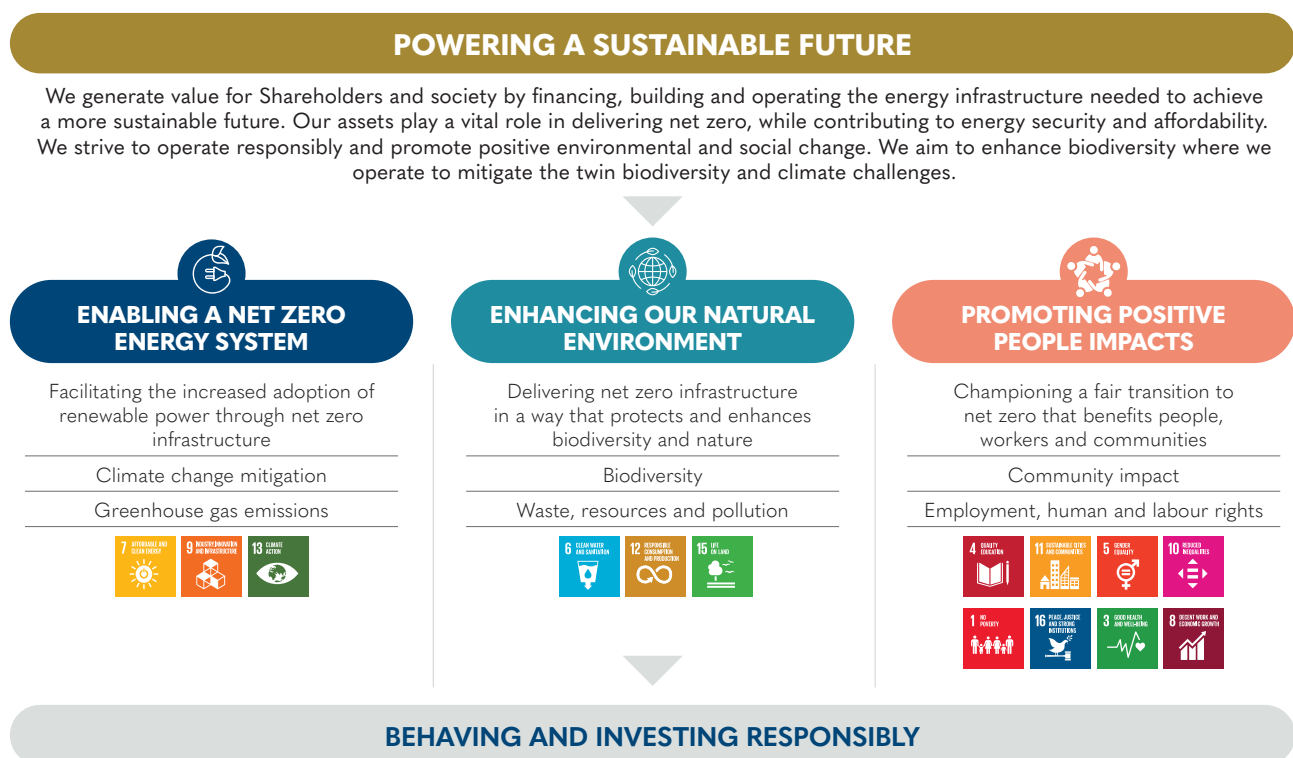 POWERING A SUSTAINABLE FUTURE
We generate value for Shareholders and society by financing, building and operating the energy infrastructure needed to achieve
a more sustainable future. Our assets play a vital role in delivering net zero, while contributing to energy security and affordability.
We strive to operate responsibly and promote positive environmental and social change. We aim to enhance biodiversity where we
operate to mitigate the twin biodiversity and climate challenges.
ENABLING A NET ZERO
ENERGY SYSTEM
Facilitating the increased adoption of
renewable power through net zero
infrastructure
Climate change mitigation
Greenhouse gas emissions
7 AFFORDABLE AND
CLEAN ENERGY
9 INDUSTRY, INNOVATION
AND INFRASTRUCTURE
13 CLIMATE
ACTION
ENHANCING OUR NATURAL
ENVIRONMENT
Delivering net zero infrastructure
in a way that protects and enhances
biodiversity and nature
Biodiversity
Waste, resources and pollution
6 CLEAN WATER
AND SANITATION
12 RESPONSIBLE
CONSUMPTION
AND PRODUCTION
15 LIFE
ON LAND
PROMOTING POSITIVE
PEOPLE IMPACTS
Championing a fair transition to
net zero that benefits people,
workers and communities
Community impact
Employment, human and labour rights
4 QUALITY
EDUCATION
11 SUSTAINABLE CITIES
AND COMMUNITIES
5 GENDER
EQUALITY
10 REDUCED
INEQUALITIES
1 NO
POVERTY
16 PEACE, JUSTICE
AND STRONG
INSTITUTIONS
3 GOOD HEALTH
AND WELL-BEING
8 DECENT WORK AND
ECONOMIC GROWTH
BEHAVING AND INVESTING RESPONSIBLY